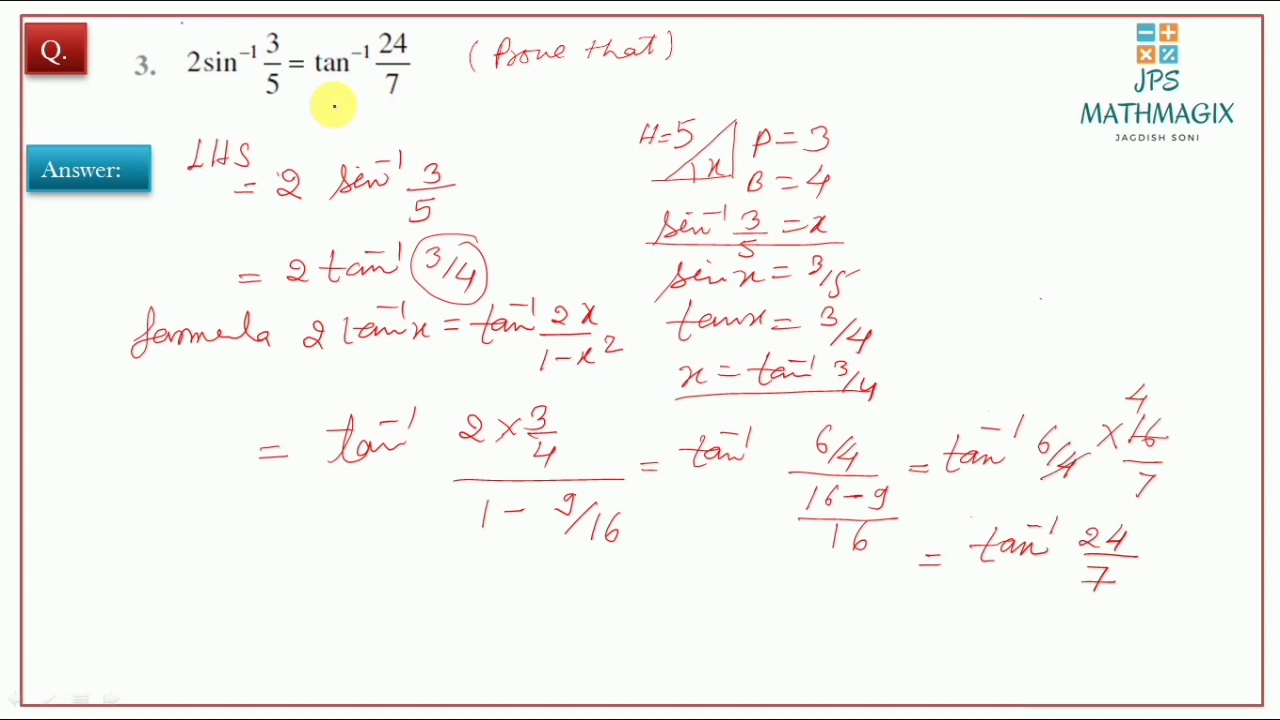 Q.
3. 2sin⁻¹ 3/5 = tan⁻¹ 24/7 (Prove that)
JPS
MATHMAGIX
JAGDISH SONI
Answer:
LHS
= 2 sin⁻¹ 3/5
= 2 tan⁻¹ (3/4)
formula 2 tan⁻¹x = tan⁻¹ 2x/1-x²
H=5 x P=3
B=4
sin⁻¹ 3/5 = x
sin x = 3/5
tan x = 3/4
x = tan⁻¹ 3/4
= tan⁻¹ (2 × 3/4)/(1 - 9/16) = tan⁻¹ (6/4)/((16-9)/16) = tan⁻¹ 6/4 × 16/7 4
= tan⁻¹ 24/7